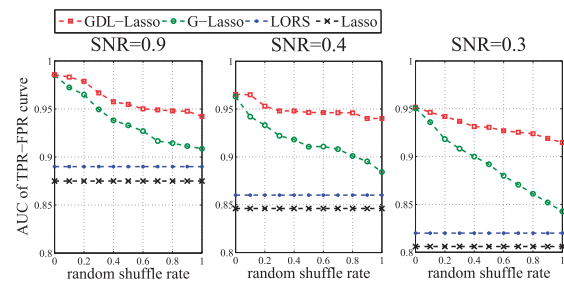 GDL-Lasso G-Lasso LORS Lasso
SNR=0.9 SNR=0.4 SNR=0.3
AUC of TPR-FPR curve
1 1 1
0.95 0.95 0.95
0.9 0.9 0.9
0.85 0.85 0.85
0.8 0.8 0.8
0 0.2 0.4 0.6 0.8 1 0 0.2 0.4 0.6 0.8 1 0 0.2 0.4 0.6 0.8 1
random shuffle rate random shuffle rate random shuffle rate